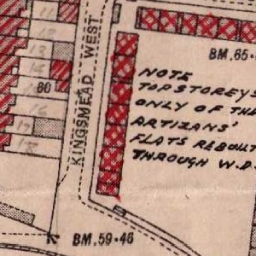 KINGSMEAD WEST
BM.65.
NOTE
TOP STOREYS
ONLY OF THE
ARTIZANS'
FLATS REBUILT
THROUGH W.D.
80
BM.59·46